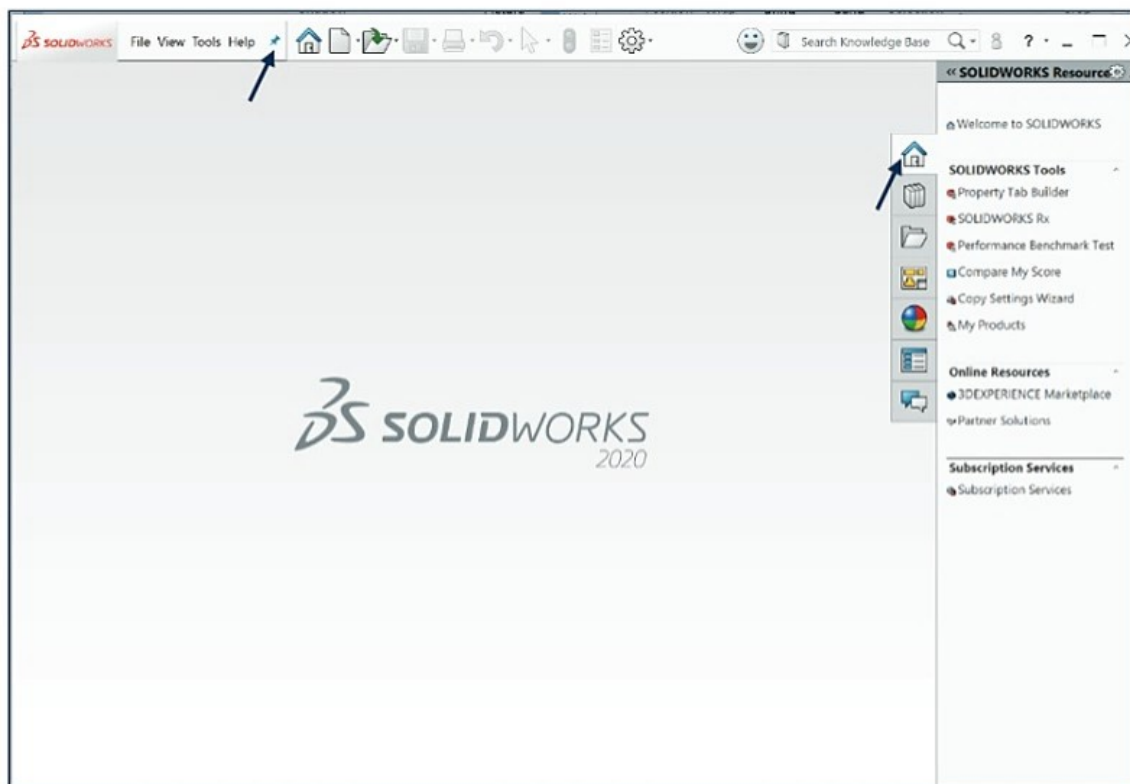 SOLIDWORKS File View Tools Help Search Knowledge Base ?
SOLIDWORKS Resource
Welcome to SOLIDWORKS
SOLIDWORKS Tools
Property Tab Builder
SOLIDWORKS Rx
Performance Benchmark Test
Compare My Score
Copy Settings Wizard
My Products
Online Resources
3DEXPERIENCE Marketplace
Partner Solutions
Subscription Services
Subscription Services
SOLIDWORKS
2020